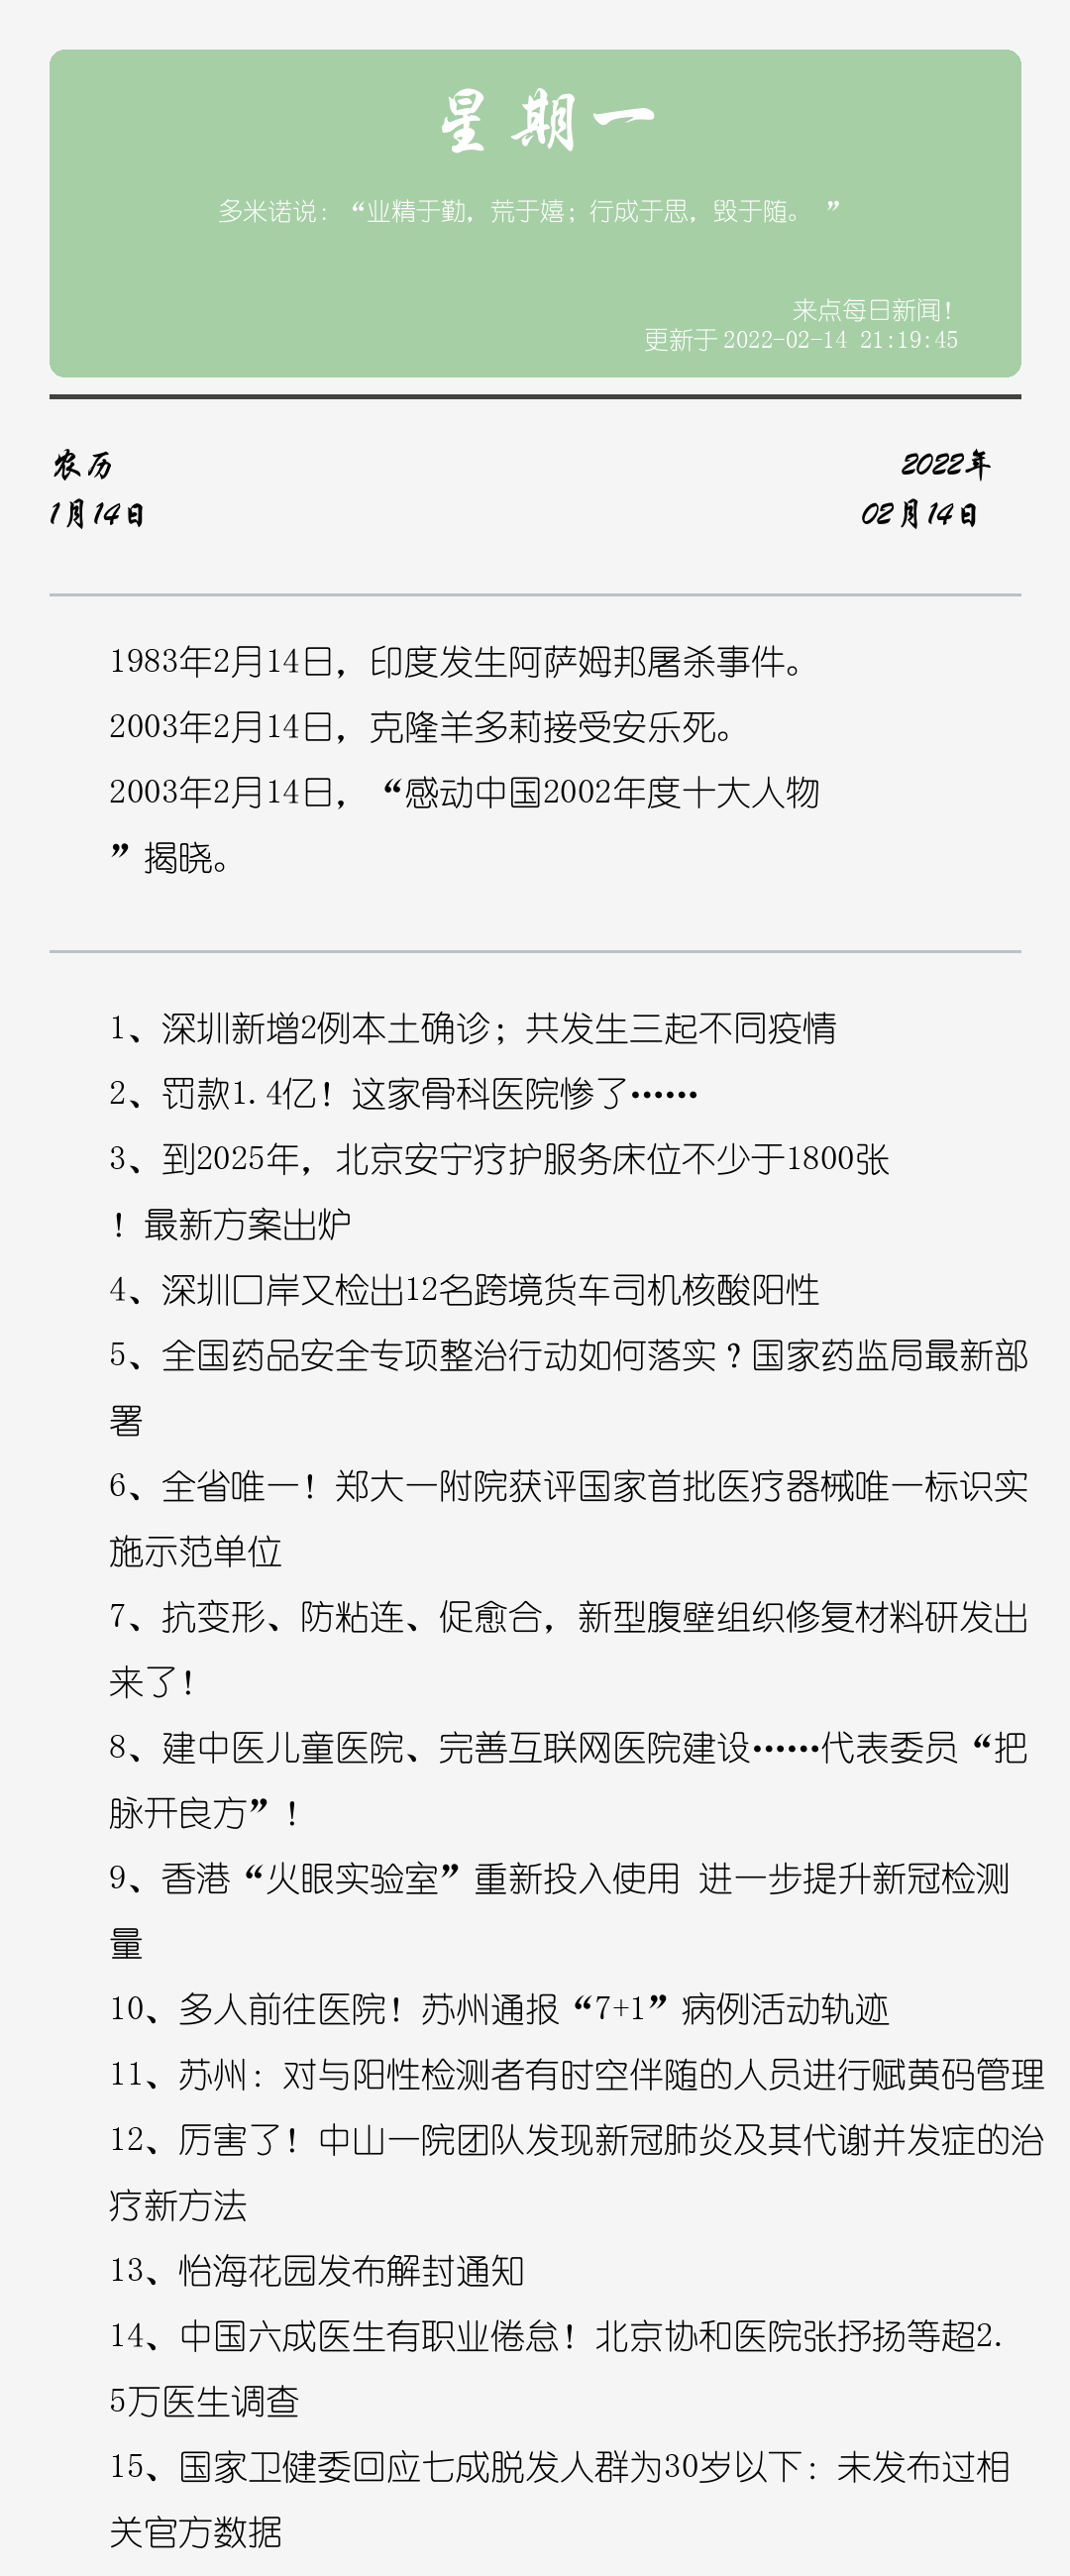 星期一
多米诺说：“业精于勤，荒于嬉；行成于思，毁于随。 ”
来点每日新闻！
更新于 2022-02-14 21:19:45
农历
2022年
1月14日
02月14日
1983年2月14日，印度发生阿萨姆邦屠杀事件。
2003年2月14日，克隆羊多莉接受安乐死。
2003年2月14日，“感动中国2002年度十大人物
”揭晓。
1、深圳新增2例本土确诊；共发生三起不同疫情
2、罚款1.4亿！这家骨科医院惨了……
3、到2025年，北京安宁疗护服务床位不少于1800张
！最新方案出炉
4、深圳口岸又检出12名跨境货车司机核酸阳性
5、全国药品安全专项整治行动如何落实？国家药监局最新部
署
6、全省唯一！郑大一附院获评国家首批医疗器械唯一标识实
施示范单位
7、抗变形、防粘连、促愈合，新型腹壁组织修复材料研发出
来了！
8、建中医儿童医院、完善互联网医院建设……代表委员“把
脉开良方”！
9、香港“火眼实验室”重新投入使用 进一步提升新冠检测
量
10、多人前往医院！苏州通报“7+1”病例活动轨迹
11、苏州：对与阳性检测者有时空伴随的人员进行赋黄码管理
12、厉害了！中山一院团队发现新冠肺炎及其代谢并发症的治
疗新方法
13、怡海花园发布解封通知
14、中国六成医生有职业倦怠！北京协和医院张抒扬等超2.
5万医生调查
15、国家卫健委回应七成脱发人群为30岁以下：未发布过相
关官方数据